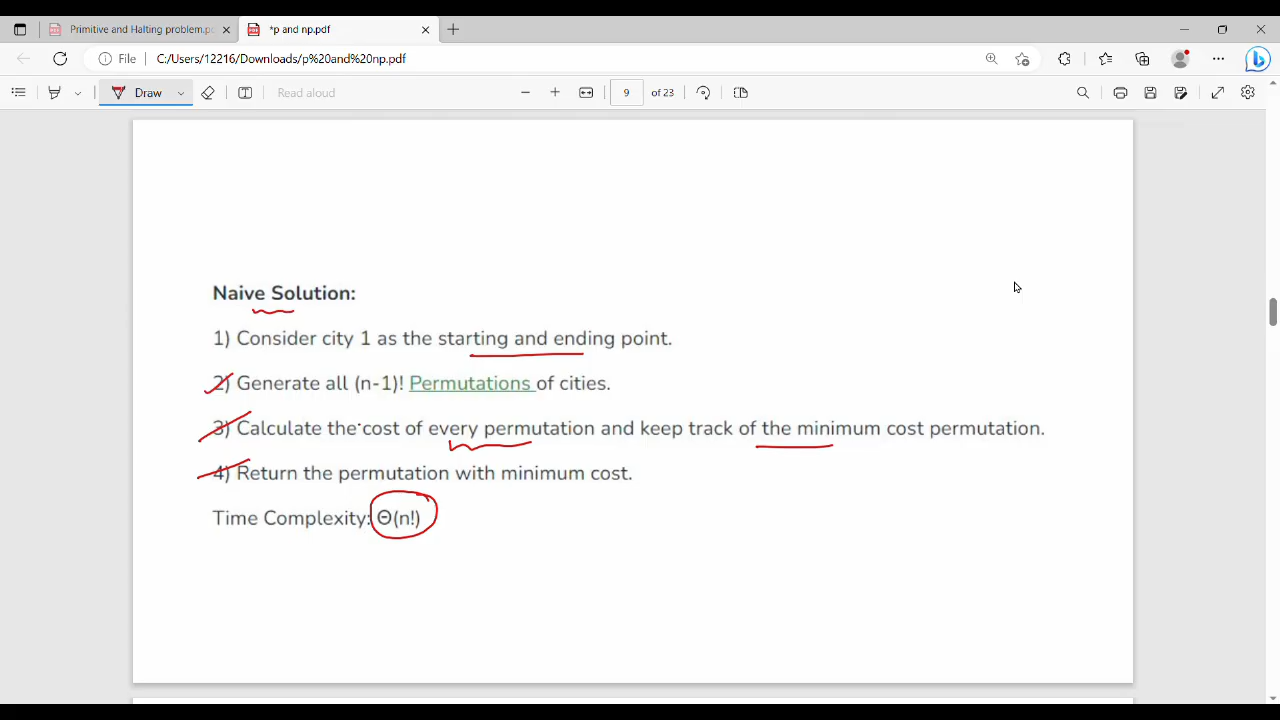 Primitive and Halting problem.pc
*p and np.pdf
File
C:/Users/12216/Downloads/p%20and%20np.pdf
Draw
Read aloud
9 of 23
Naive Solution:
1) Consider city 1 as the starting and ending point.
2) Generate all (n-1)! Permutations of cities.
3) Calculate the cost of every permutation and keep track of the minimum cost permutation.
4) Return the permutation with minimum cost.
Time Complexity: Θ(n!)